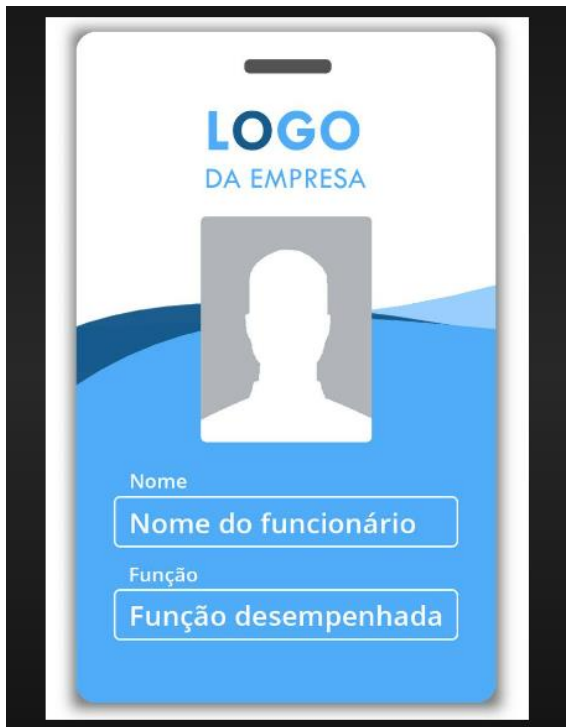 LOGO
DA EMPRESA
Nome
Nome do funcionário
Função
Função desempenhada